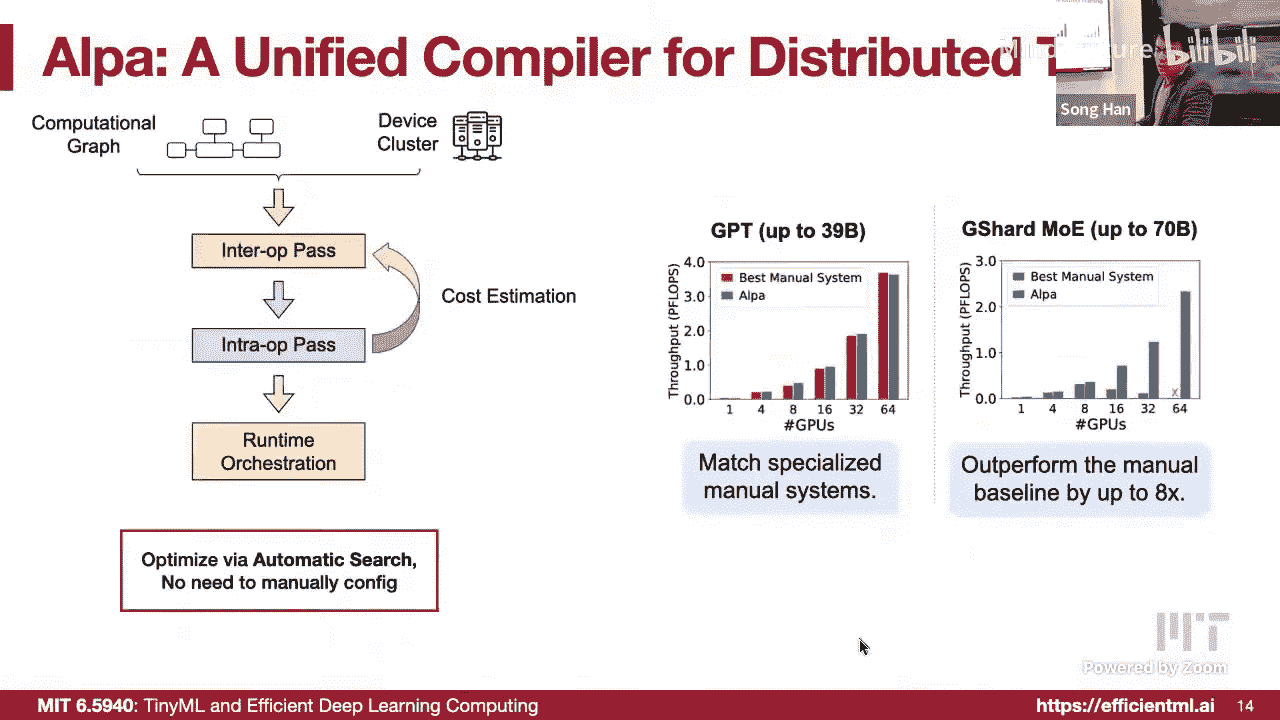 Alpa: A Unified Compiler for Distributed
bilibili
Song Han
Computational
Graph
Device
Cluster
Inter-op Pass
Cost Estimation
Intra-op Pass
Runtime
Orchestration
Optimize via Automatic Search,
No need to manually config
GPT (up to 39B)
Throughput (PFLOPS)
4.0
3.0
2.0
1.0
0.0
Best Manual System
Alpa
1 4 8 16 32 64
#GPUs
Match specialized
manual systems.
GShard MoE (up to 70B)
Throughput (PFLOPS)
3.0
2.0
1.0
0.0
Best Manual System
Alpa
x
1 4 8 16 32 64
#GPUs
Outperform the manual
baseline by up to 8x.
MIT
Powered by Zoom
MIT 6.5940: TinyML and Efficient Deep Learning Computing
https://efficientml.ai
14